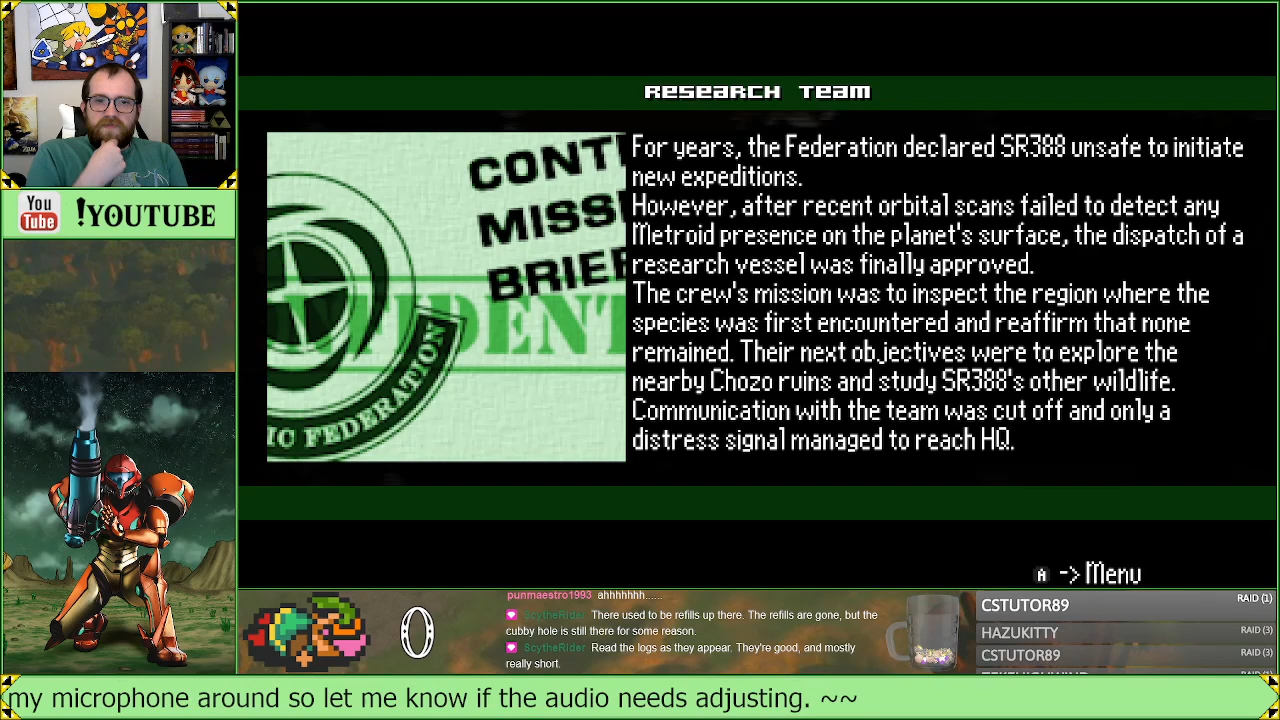 RESEARCH TEAM
CONT
MISSI
BRIEF
FIDENT
IC FEDERATION
For years, the Federation declared SR388 unsafe to initiate
new expeditions.
However, after recent orbital scans failed to detect any
Metroid presence on the planet's surface, the dispatch of a
research vessel was finally approved.
The crew's mission was to inspect the region where the
species was first encountered and reaffirm that none
remained. Their next objectives were to explore the
nearby Chozo ruins and study SR388's other wildlife.
Communication with the team was cut off and only a
distress signal managed to reach HQ.
A -> Menu
You
Tube
!YOUTUBE
0
punmaestro1993 ahhhhhhh.....
ScytheRider There used to be refills up there. The refills are gone, but the
cubby hole is still there for some reason.
ScytheRider Read the logs as they appear. They're good, and mostly
really short.
CSTUTOR89 RAID (1)
HAZUKITTY RAID (3)
CSTUTOR89 RAID (3)
my microphone around so let me know if the audio needs adjusting. ~~